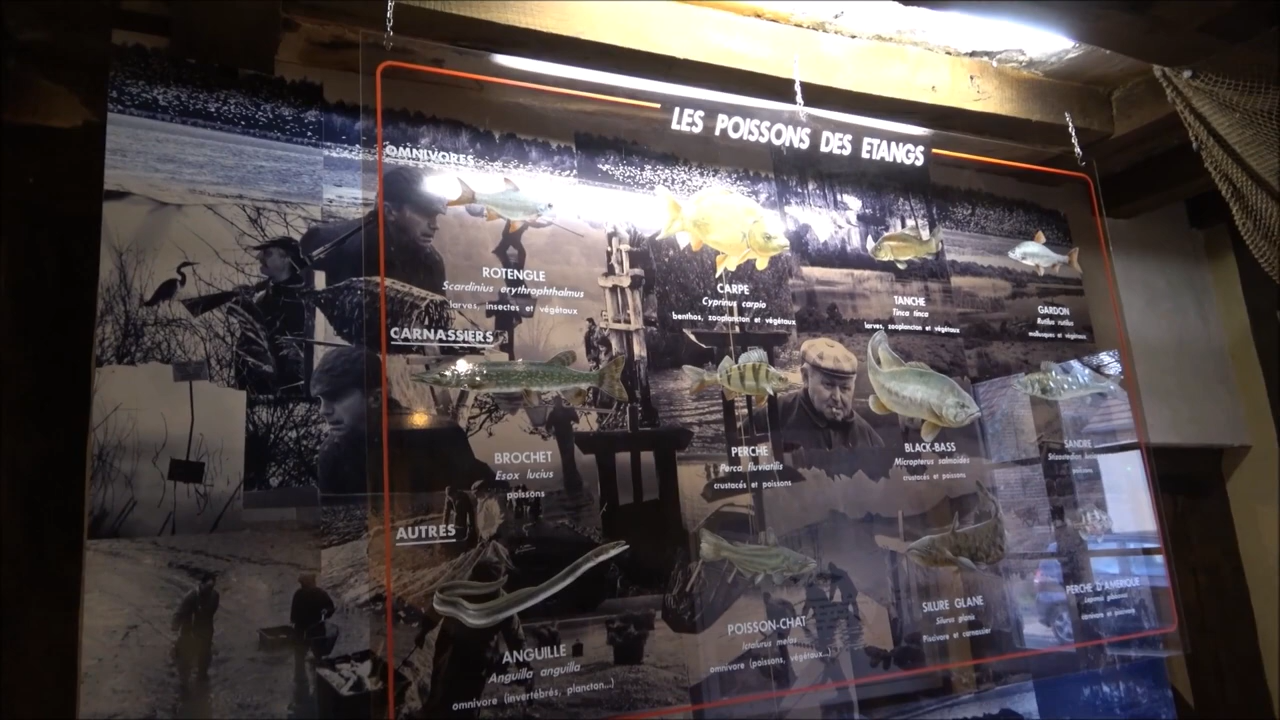 LES POISSONS DES ETANGS
OMNIVORES
ROTENGLE
Scardinius erythrophthalmus
larves, insectes et végétaux
CARPE
Cyprinus carpio
benthos, zooplancton et végétaux
TANCHE
Tinca tinca
larves, zooplancton et végétaux
GARDON
Rutilus rutilus
mollusques et végétaux
CARNASSIERS
BROCHET
Esox lucius
poissons
PERCHE
Perca fluviatilis
crustacés et poissons
BLACK-BASS
Micropterus salmoides
crustacés et poissons
SANDRE
poissons
AUTRES
ANGUILLE
Anguilla anguilla
omnivore (invertébrés, plancton...)
POISSON-CHAT
Ictalurus melas
omnivore (poissons, végétaux...)
SILURE GLANE
Silurus glanis
Piscivore et carnassier
PERCHE D'AMERIQUE